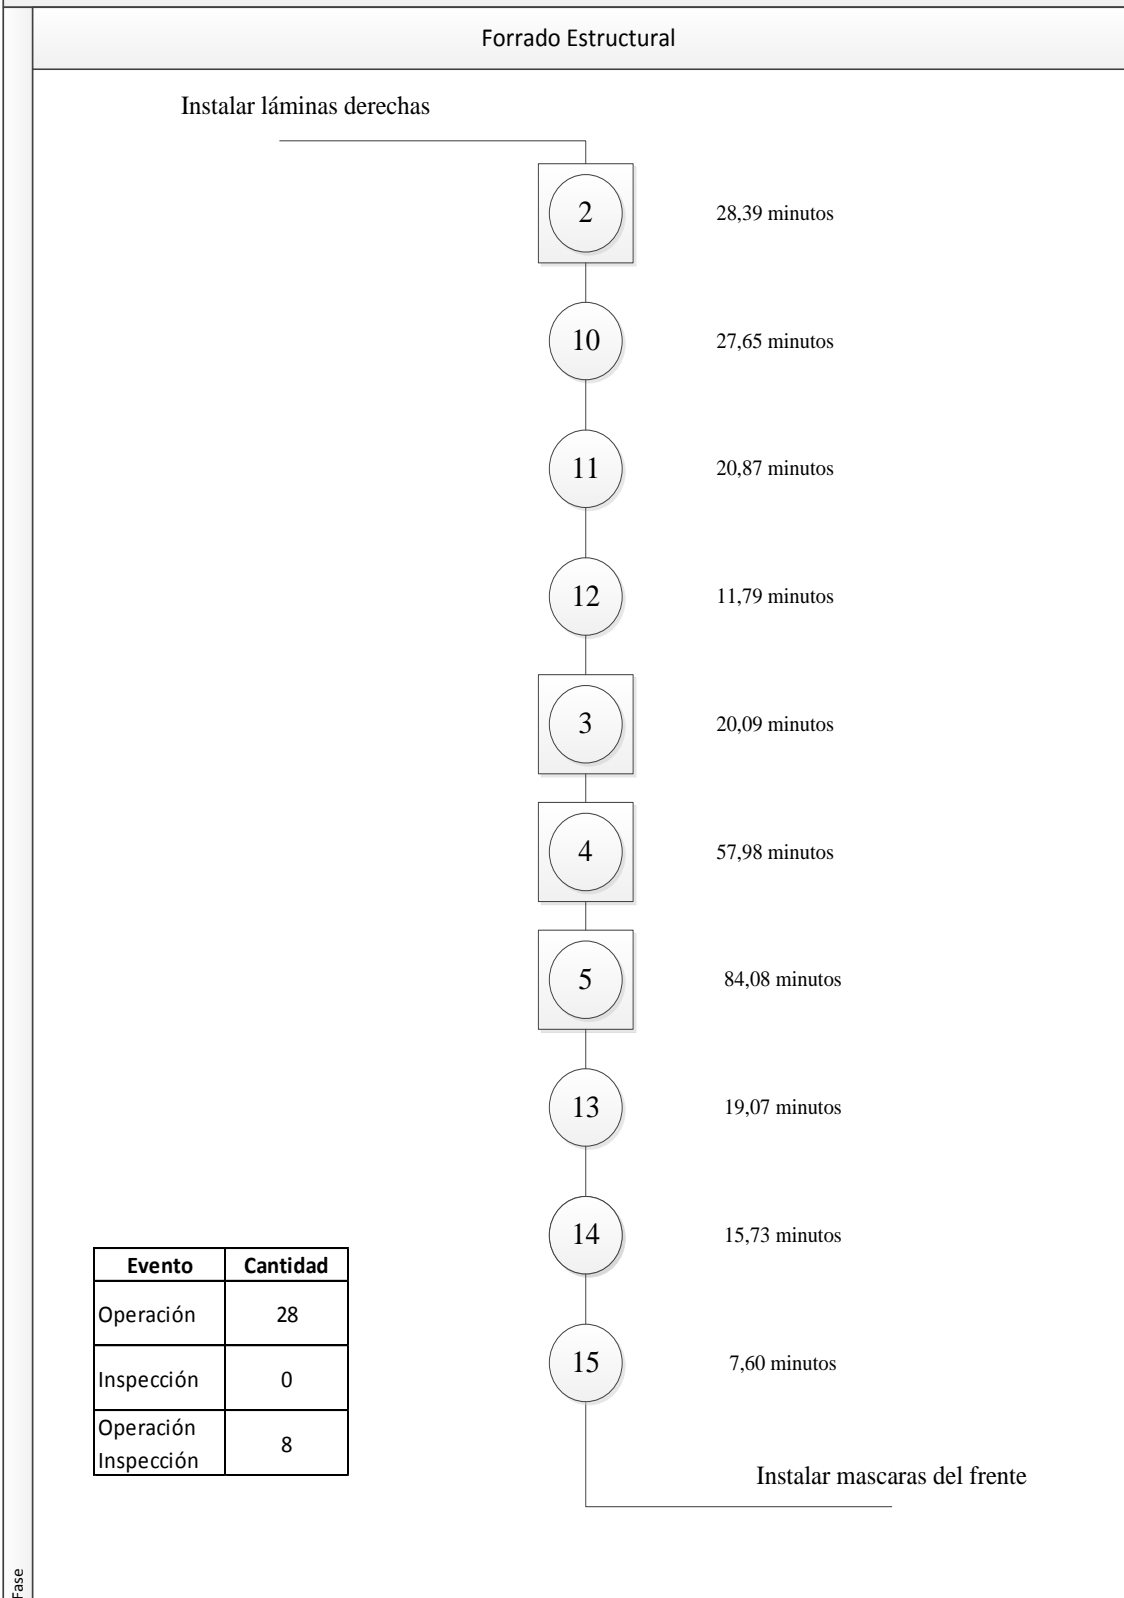 Forrado Estructural
Instalar láminas derechas
2 28,39 minutos
10 27,65 minutos
11 20,87 minutos
12 11,79 minutos
3 20,09 minutos
4 57,98 minutos
5 84,08 minutos
13 19,07 minutos
14 15,73 minutos
15 7,60 minutos
Evento Cantidad
Operación 28
Inspección 0
Operación
Inspección 8
Instalar mascaras del frente
Fase